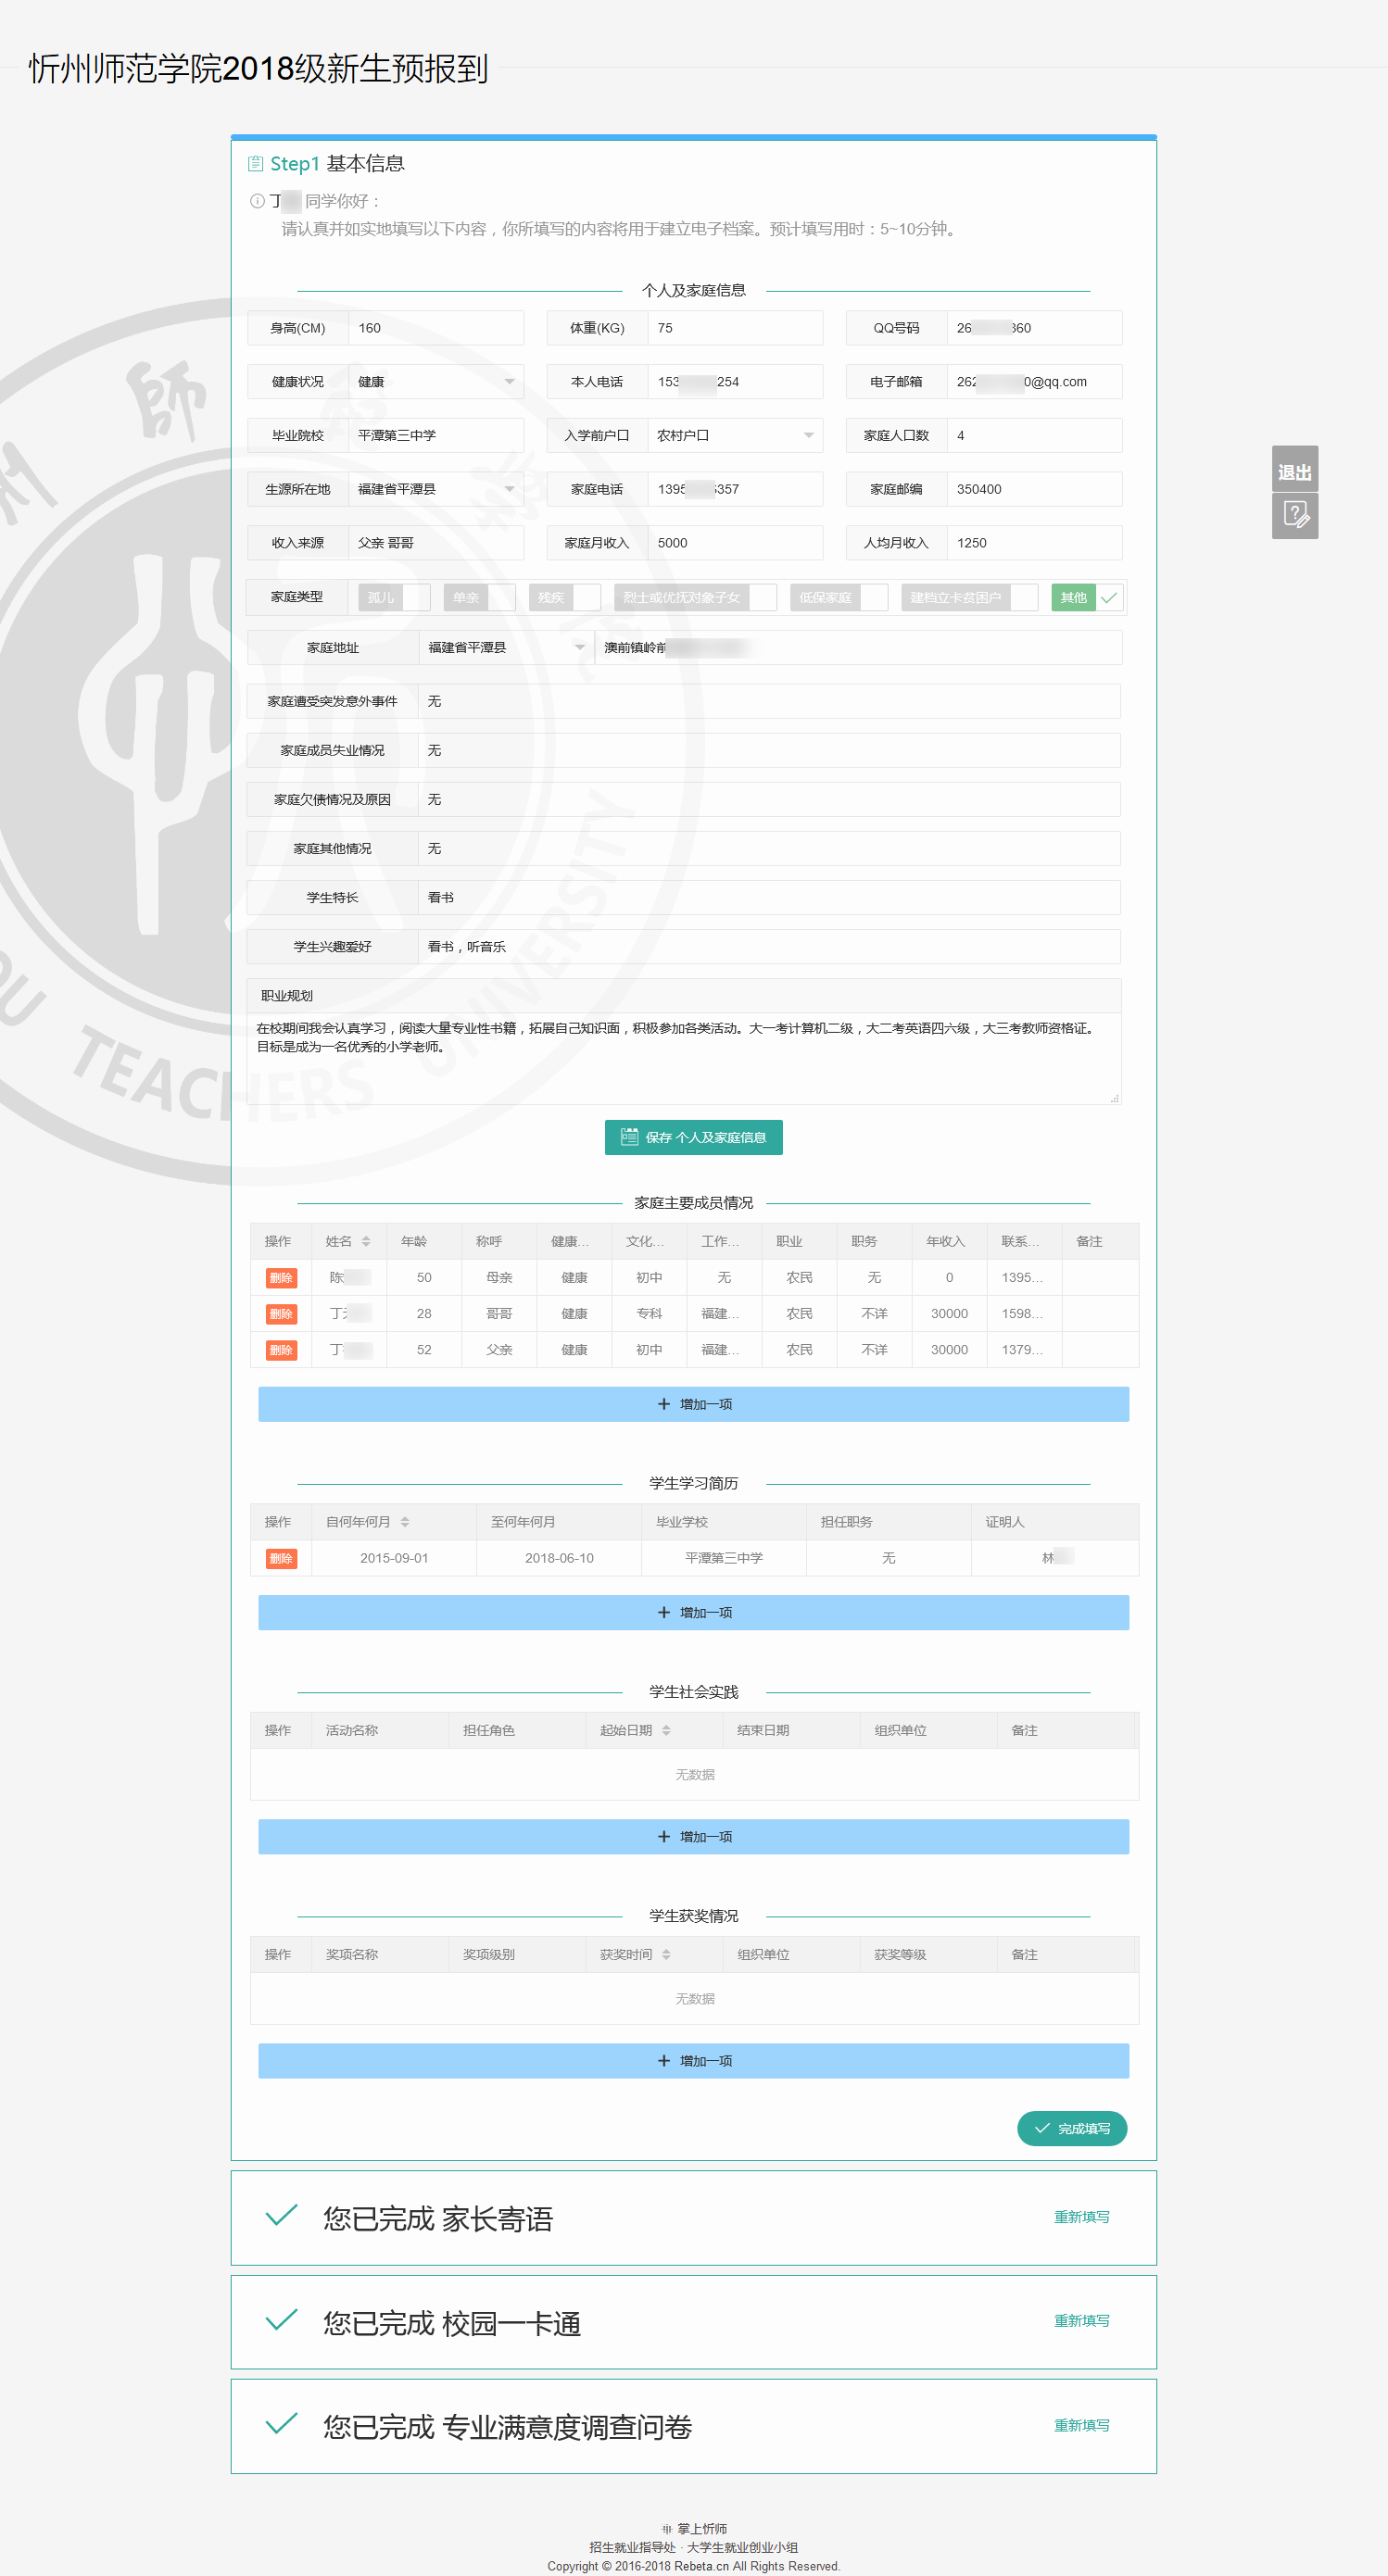 忻州师范学院2018级新生预报到
Step1 基本信息
丁 同学你好：
请认真并如实地填写以下内容，你所填写的内容将用于建立电子档案。预计填写用时：5~10分钟。
个人及家庭信息
身高(CM) 160 体重(KG) 75 QQ号码 26 360
健康状况 健康 本人电话 153 254 电子邮箱 262 0@qq.com
毕业院校 平潭第三中学 入学前户口 农村户口 家庭人口数 4
生源所在地 福建省平潭县 家庭电话 1395 6357 家庭邮编 350400
收入来源 父亲 哥哥 家庭月收入 5000 人均月收入 1250
家庭类型 孤儿 单亲 残疾 烈士或优抚对象子女 低保家庭 建档立卡贫困户 其他
家庭地址 福建省平潭县 澳前镇岭前
家庭遭受突发意外事件 无
家庭成员失业情况 无
家庭欠债情况及原因 无
家庭其他情况 无
学生特长 看书
学生兴趣爱好 看书，听音乐
职业规划
在校期间我会认真学习，阅读大量专业性书籍，拓展自己知识面，积极参加各类活动。大一考计算机二级，大二考英语四六级，大三考教师资格证。
目标是成为一名优秀的小学老师。
保存 个人及家庭信息
家庭主要成员情况
操作 姓名 年龄 称呼 健康... 文化... 工作... 职业 职务 年收入 联系... 备注
删除 陈 50 母亲 健康 初中 无 农民 无 0 1395...
删除 丁 28 哥哥 健康 专科 福建... 农民 不详 30000 1598...
删除 丁 52 父亲 健康 初中 福建... 农民 不详 30000 1379...
增加一项
学生学习简历
操作 自何年何月 至何年何月 毕业学校 担任职务 证明人
删除 2015-09-01 2018-06-10 平潭第三中学 无 林
增加一项
学生社会实践
操作 活动名称 担任角色 起始日期 结束日期 组织单位 备注
无数据
增加一项
学生获奖情况
操作 奖项名称 奖项级别 获奖时间 组织单位 获奖等级 备注
无数据
增加一项
完成填写
您已完成 家长寄语 重新填写
您已完成 校园一卡通 重新填写
您已完成 专业满意度调查问卷 重新填写
掌上忻师
招生就业指导处 · 大学生就业创业小组
Copyright © 2016-2018 Rebeta.cn All Rights Reserved.
退出
師
OU TEACHERS UNIVERSITY